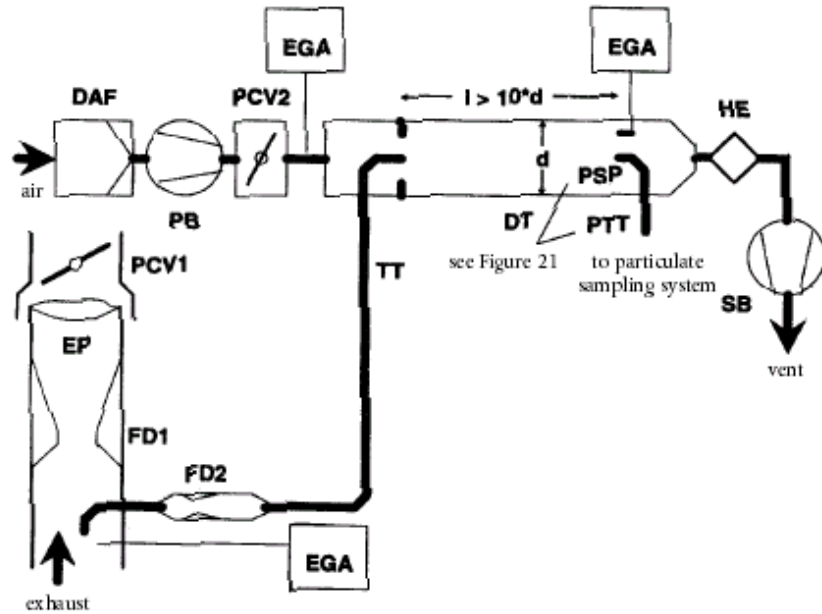 EGA
EGA
DAF
PCV2
l > 10*d
HE
air
d
PSP
PB
DT
PTT
PCV1
see Figure 21
to particulate
sampling system
TT
SB
EP
vent
FD1
FD2
EGA
exhaust